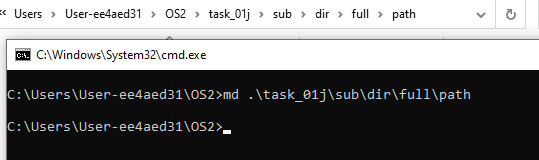 « Users > User-ee4aed31 > OS2 > task_01j > sub > dir > full > path
C:\Windows\System32\cmd.exe
C:\Users\User-ee4aed31\OS2>md .\task_01j\sub\dir\full\path
C:\Users\User-ee4aed31\OS2>